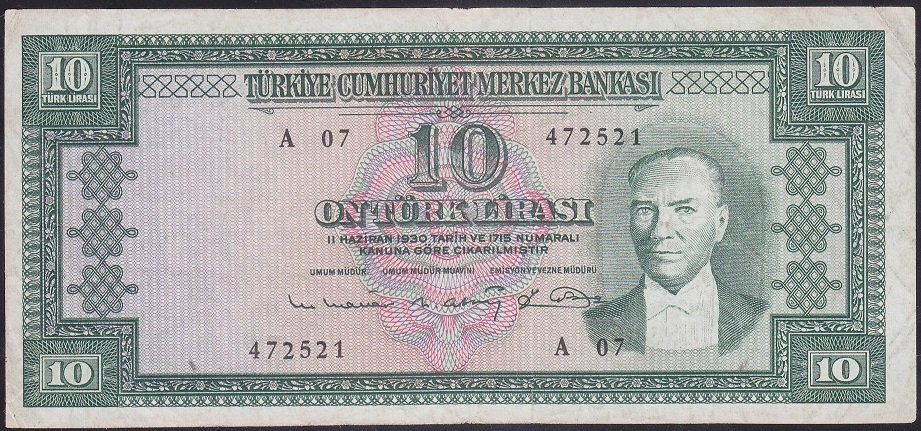 10 TÜRK LİRASI
10 TÜRK LİRASI
TÜRKİYE CUMHURİYET MERKEZ BANKASI
A 07 472521
10
ON TÜRK LİRASI
11 HAZİRAN 1930 TARİH VE 1715 NUMARALI
KANUNA GÖRE ÇIKARILMIŞTIR
UMUM MÜDÜR UMUM MÜDÜR MUAVİNİ EMİSYON VE VEZNE MÜDÜRÜ
472521 A 07
10 10